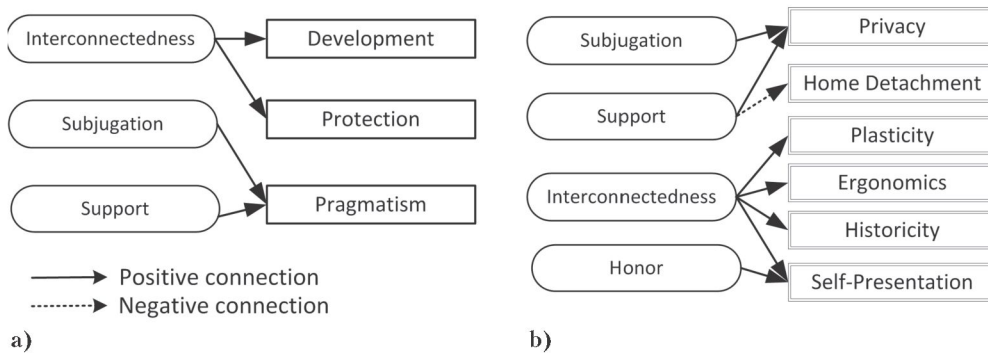 Interconnectedness
Development
Protection
Subjugation
Support
Pragmatism
Positive connection
Negative connection
a)
Subjugation
Privacy
Support
Home Detachment
Plasticity
Interconnectedness
Ergonomics
Historicity
Honor
Self-Presentation
b)